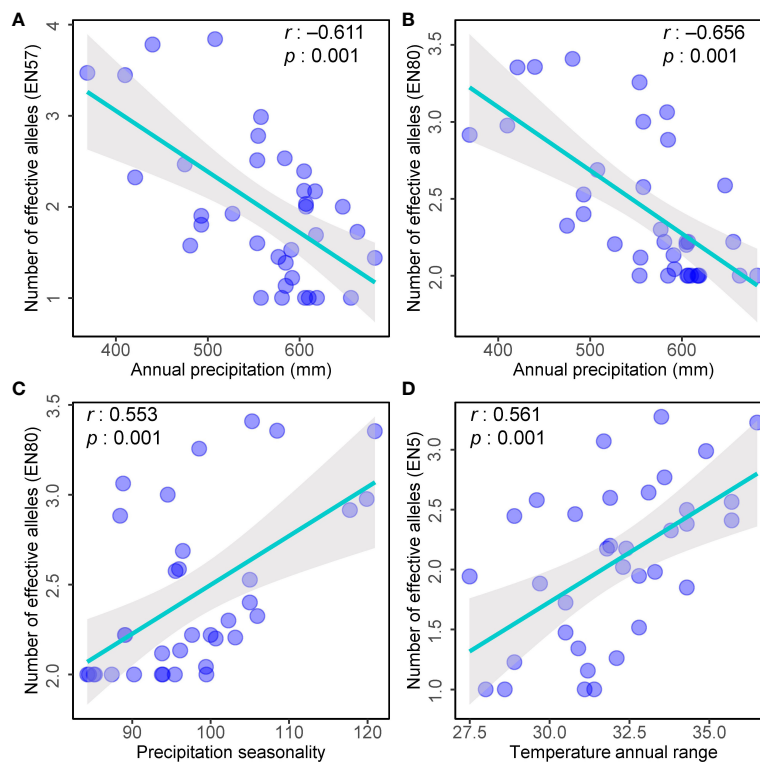 A
r : −0.611
p : 0.001
Number of effective alleles (EN57)
4
3
2
1
400 500 600
Annual precipitation (mm)
B
r : −0.656
p : 0.001
Number of effective alleles (EN80)
3.5
3.0
2.5
2.0
400 500 600
Annual precipitation (mm)
C
r : 0.553
p : 0.001
Number of effective alleles (EN80)
3.5
3.0
2.5
2.0
90 100 110 120
Precipitation seasonality
D
r : 0.561
p : 0.001
Number of effective alleles (EN5)
3.0
2.5
2.0
1.5
1.0
27.5 30.0 32.5 35.0
Temperature annual range